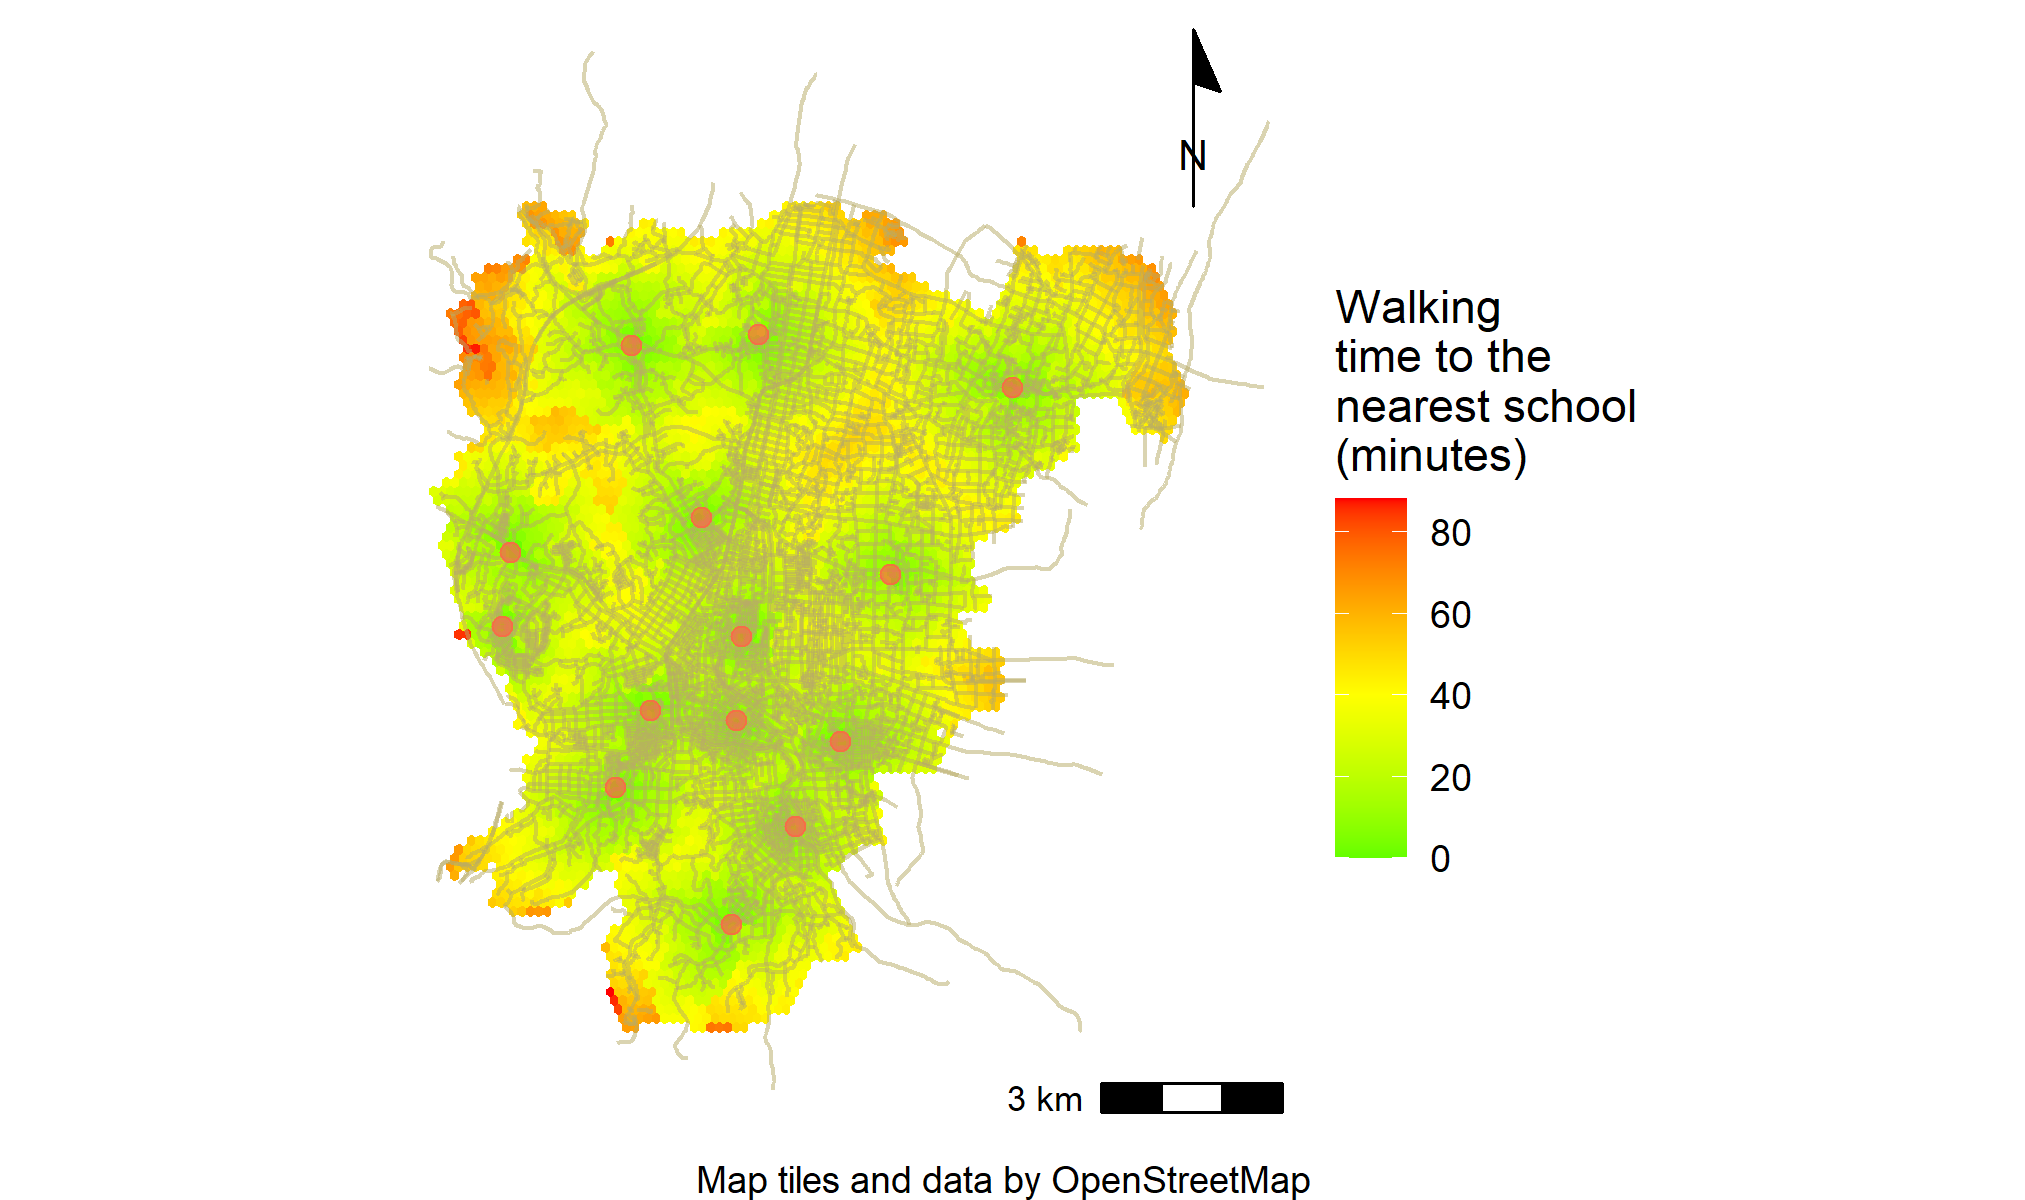 N
Walking
time to the
nearest school
(minutes)
80
60
40
20
0
3 km
Map tiles and data by OpenStreetMap